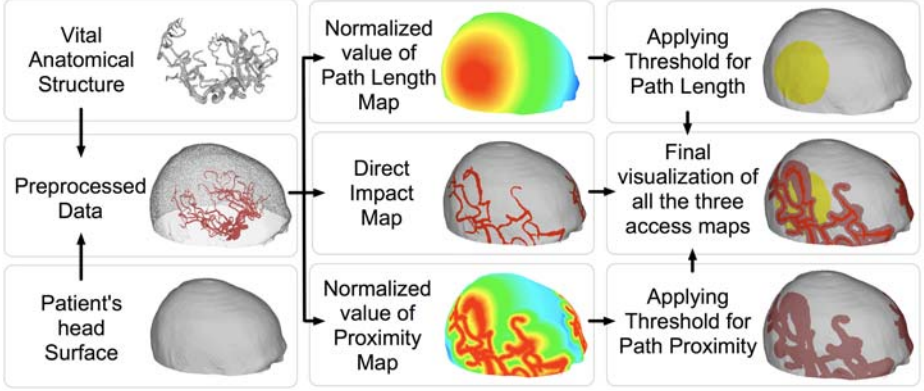 Vital
Anatomical
Structure
Preprocessed
Data
Patient's
head
Surface
Normalized
value of
Path Length
Map
Direct
Impact
Map
Normalized
value of
Proximity
Map
Applying
Threshold for
Path Length
Final
visualization of
all the three
access maps
Applying
Threshold for
Path Proximity